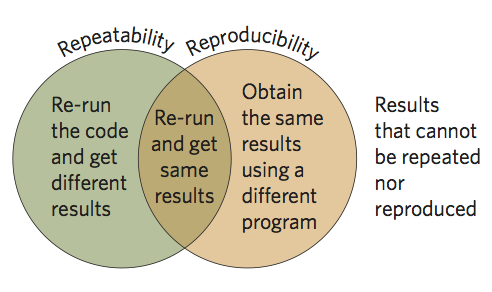 Repeatability
Reproducibility
Re-run
the code
and get
different
results
Re-run
and get
same
results
Obtain
the same
results
using a
different
program
Results
that cannot
be repeated
nor
reproduced